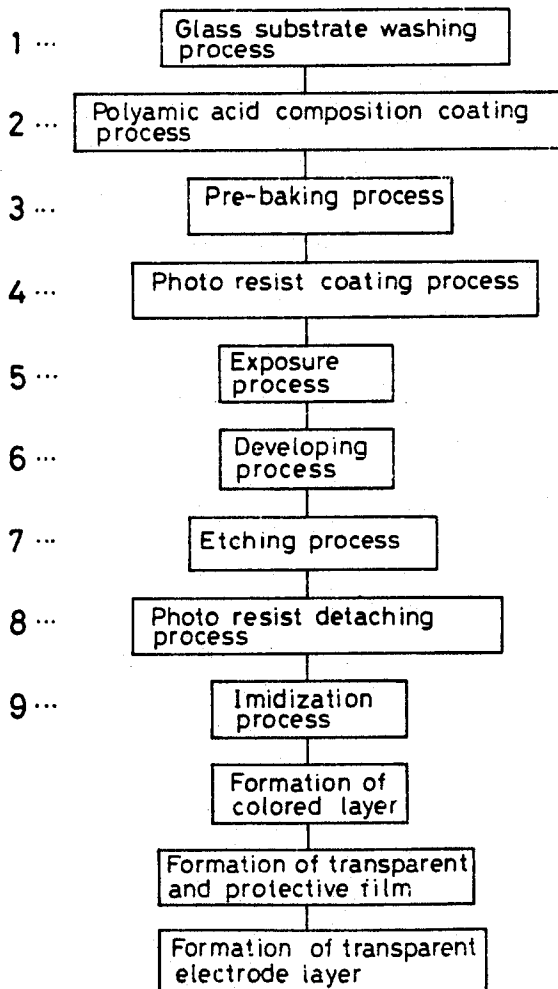 1 ...
Glass substrate washing
process
2 ...
Polyamic acid composition coating
process
3 ...
Pre-baking process
4 ...
Photo resist coating process
5 ...
Exposure
process
6 ...
Developing
process
7 ...
Etching process
8 ...
Photo resist detaching
process
9 ...
Imidization
process
Formation of
colored layer
Formation of transparent
and protective film
Formation of transparent
electrode layer